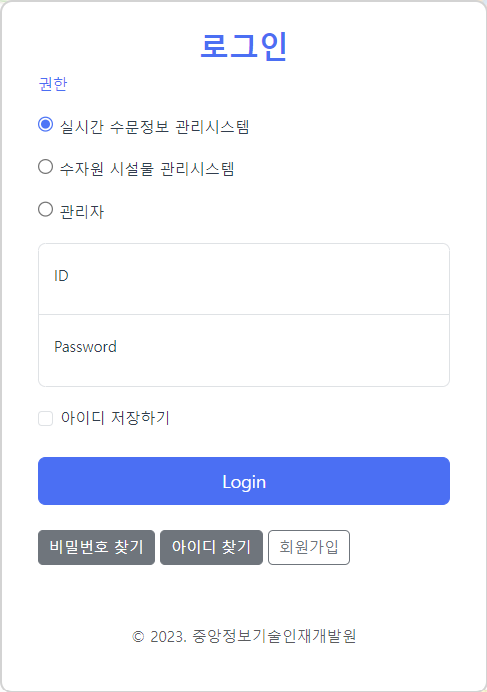 로그인
권한
실시간 수문정보 관리시스템
수자원 시설물 관리시스템
관리자
ID
Password
아이디 저장하기
Login
비밀번호 찾기 아이디 찾기 회원가입
© 2023. 중앙정보기술인재개발원